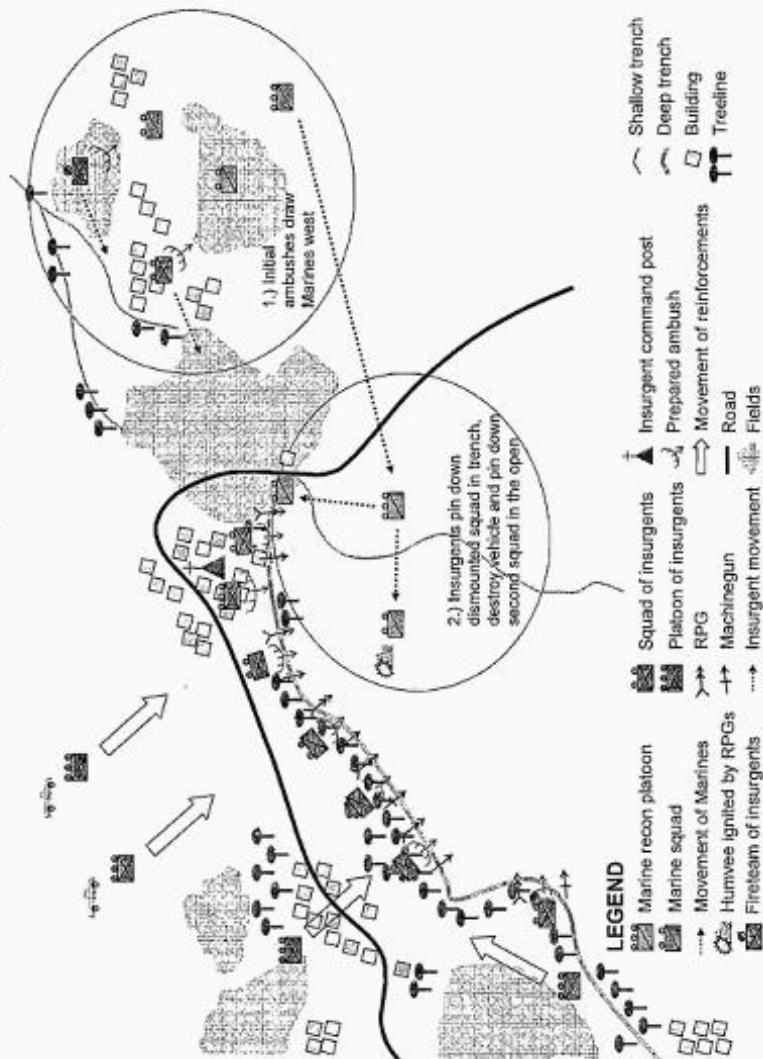 1.) Initial
ambushes draw
Marines west
2.) Insurgents pin down
dismounted squad in trench,
destroy vehicle and pin down
second squad in the open.
LEGEND
Marine recon platoon
Marine squad
Movement of Marines
Humvee ignited by RPGs
Fireteam of insurgents
Squad of insurgents
Platoon of insurgents
RPG
Machinegun
Insurgent movement
Insurgent command post
Prepared ambush
Movement of reinforcements
Road
Fields
Shallow trench
Deep trench
Building
Treeline